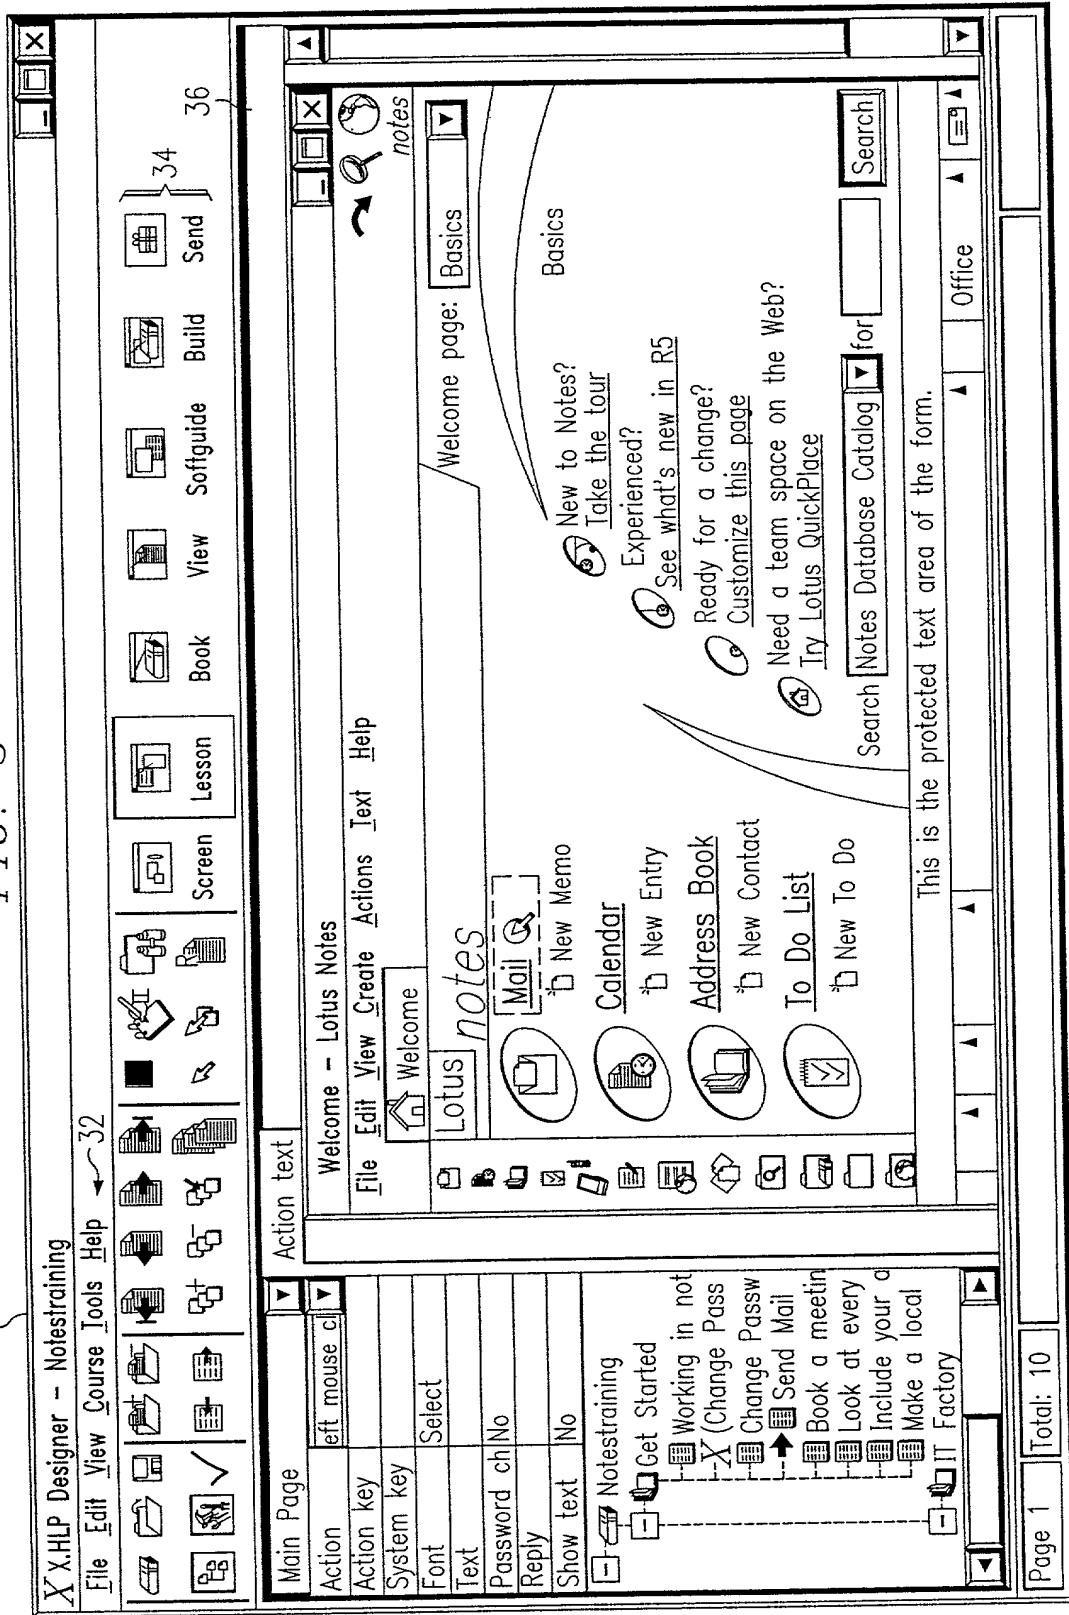 X X.HLP Designer - Notestraining
File Edit View Course Tools Help 32
Screen Lesson Book View Softguide Build Send
34
36
Main Page
Action eft mouse cl
Action key
System key
Font Select
Text
Password ch No
Reply
Show text No
Notestraining
Get Started
Working in not
X (Change Pass
Change Passw
Send Mail
Book a meetin
Look at every
Include your a
Make a local
IT Factory
Action text
Welcome - Lotus Notes
File Edit View Create Actions Text Help
Welcome
notes
Lotus notes
Welcome page: Basics
Basics
Mail
New Memo
Calendar
New Entry
Address Book
New Contact
To Do List
New To Do
New to Notes?
Take the tour
Experienced?
See what's new in R5
Ready for a change?
Customize this page
Need a team space on the Web?
Try Lotus QuickPlace
Search Notes Database Catalog for Search
This is the protected text area of the form.
Office
Page 1 Total: 10